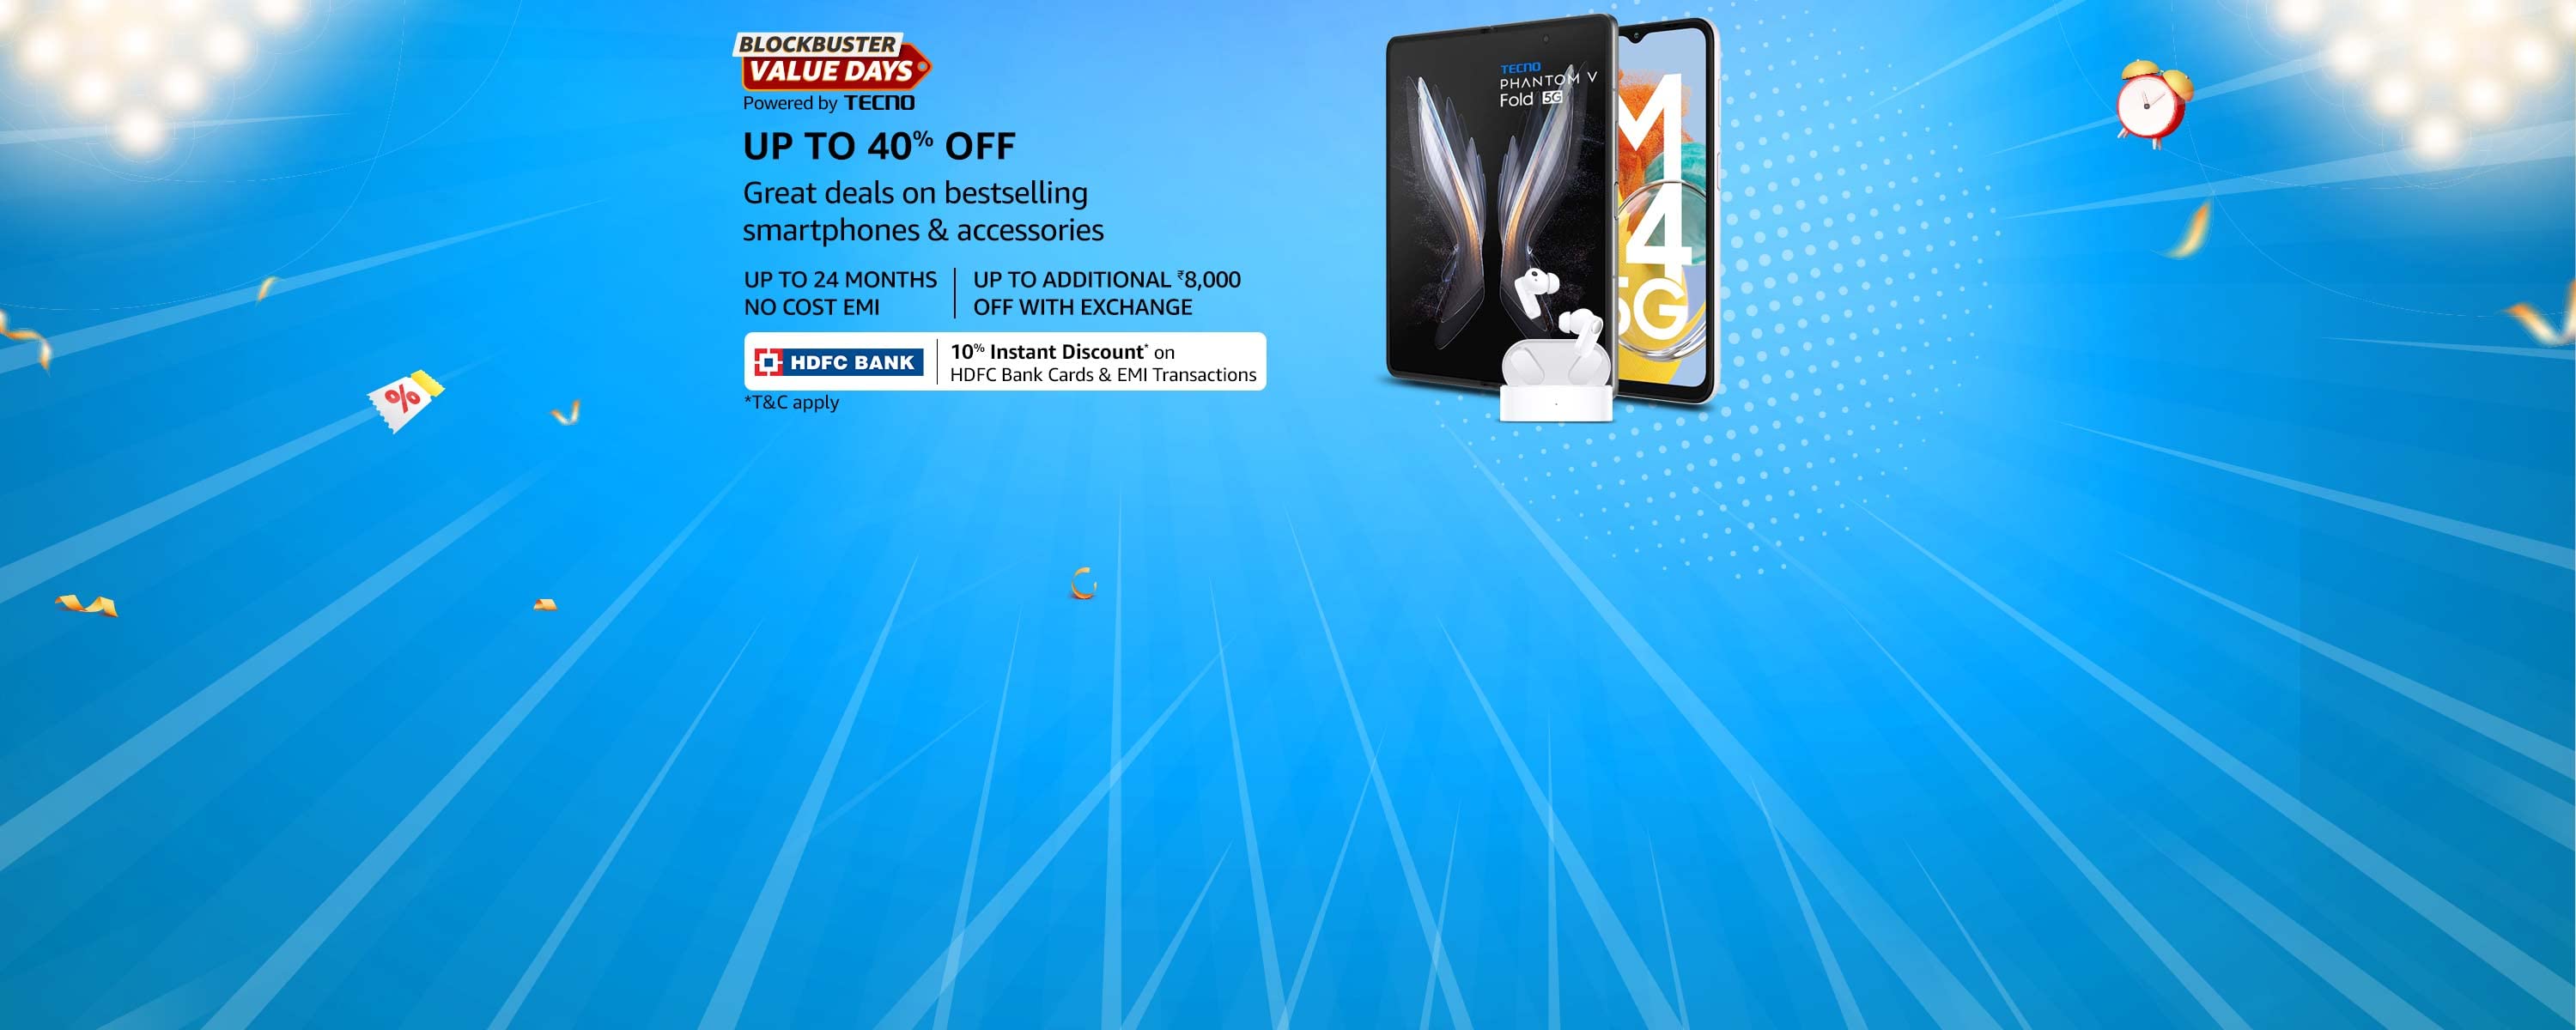 BLOCKBUSTER
VALUE DAYS
Powered by TECNO
UP TO 40% OFF
Great deals on bestselling
smartphones & accessories
UP TO 24 MONTHS
NO COST EMI
UP TO ADDITIONAL ₹8,000
OFF WITH EXCHANGE
HDFC BANK
10% Instant Discount* on
HDFC Bank Cards & EMI Transactions
*T&C apply
TECNO
PHANTOM V
Fold 5G
M
14
5G
%